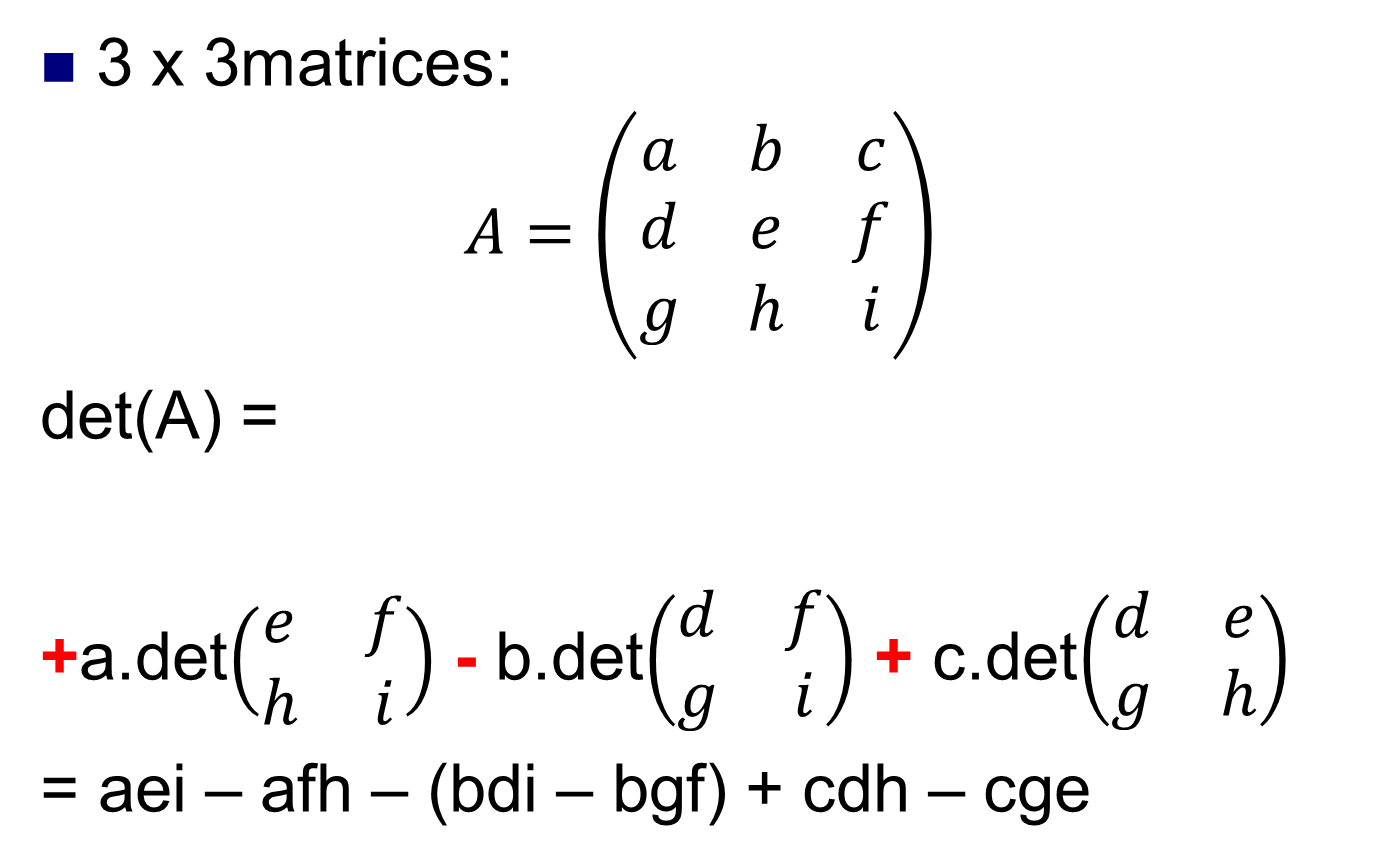 ■ 3 x 3matrices:
a b c
A = d e f
g h i
det(A) =
+a.det(e f h i) - b.det(d f g i) + c.det(d e g h)
= aei – afh – (bdi – bgf) + cdh – cge